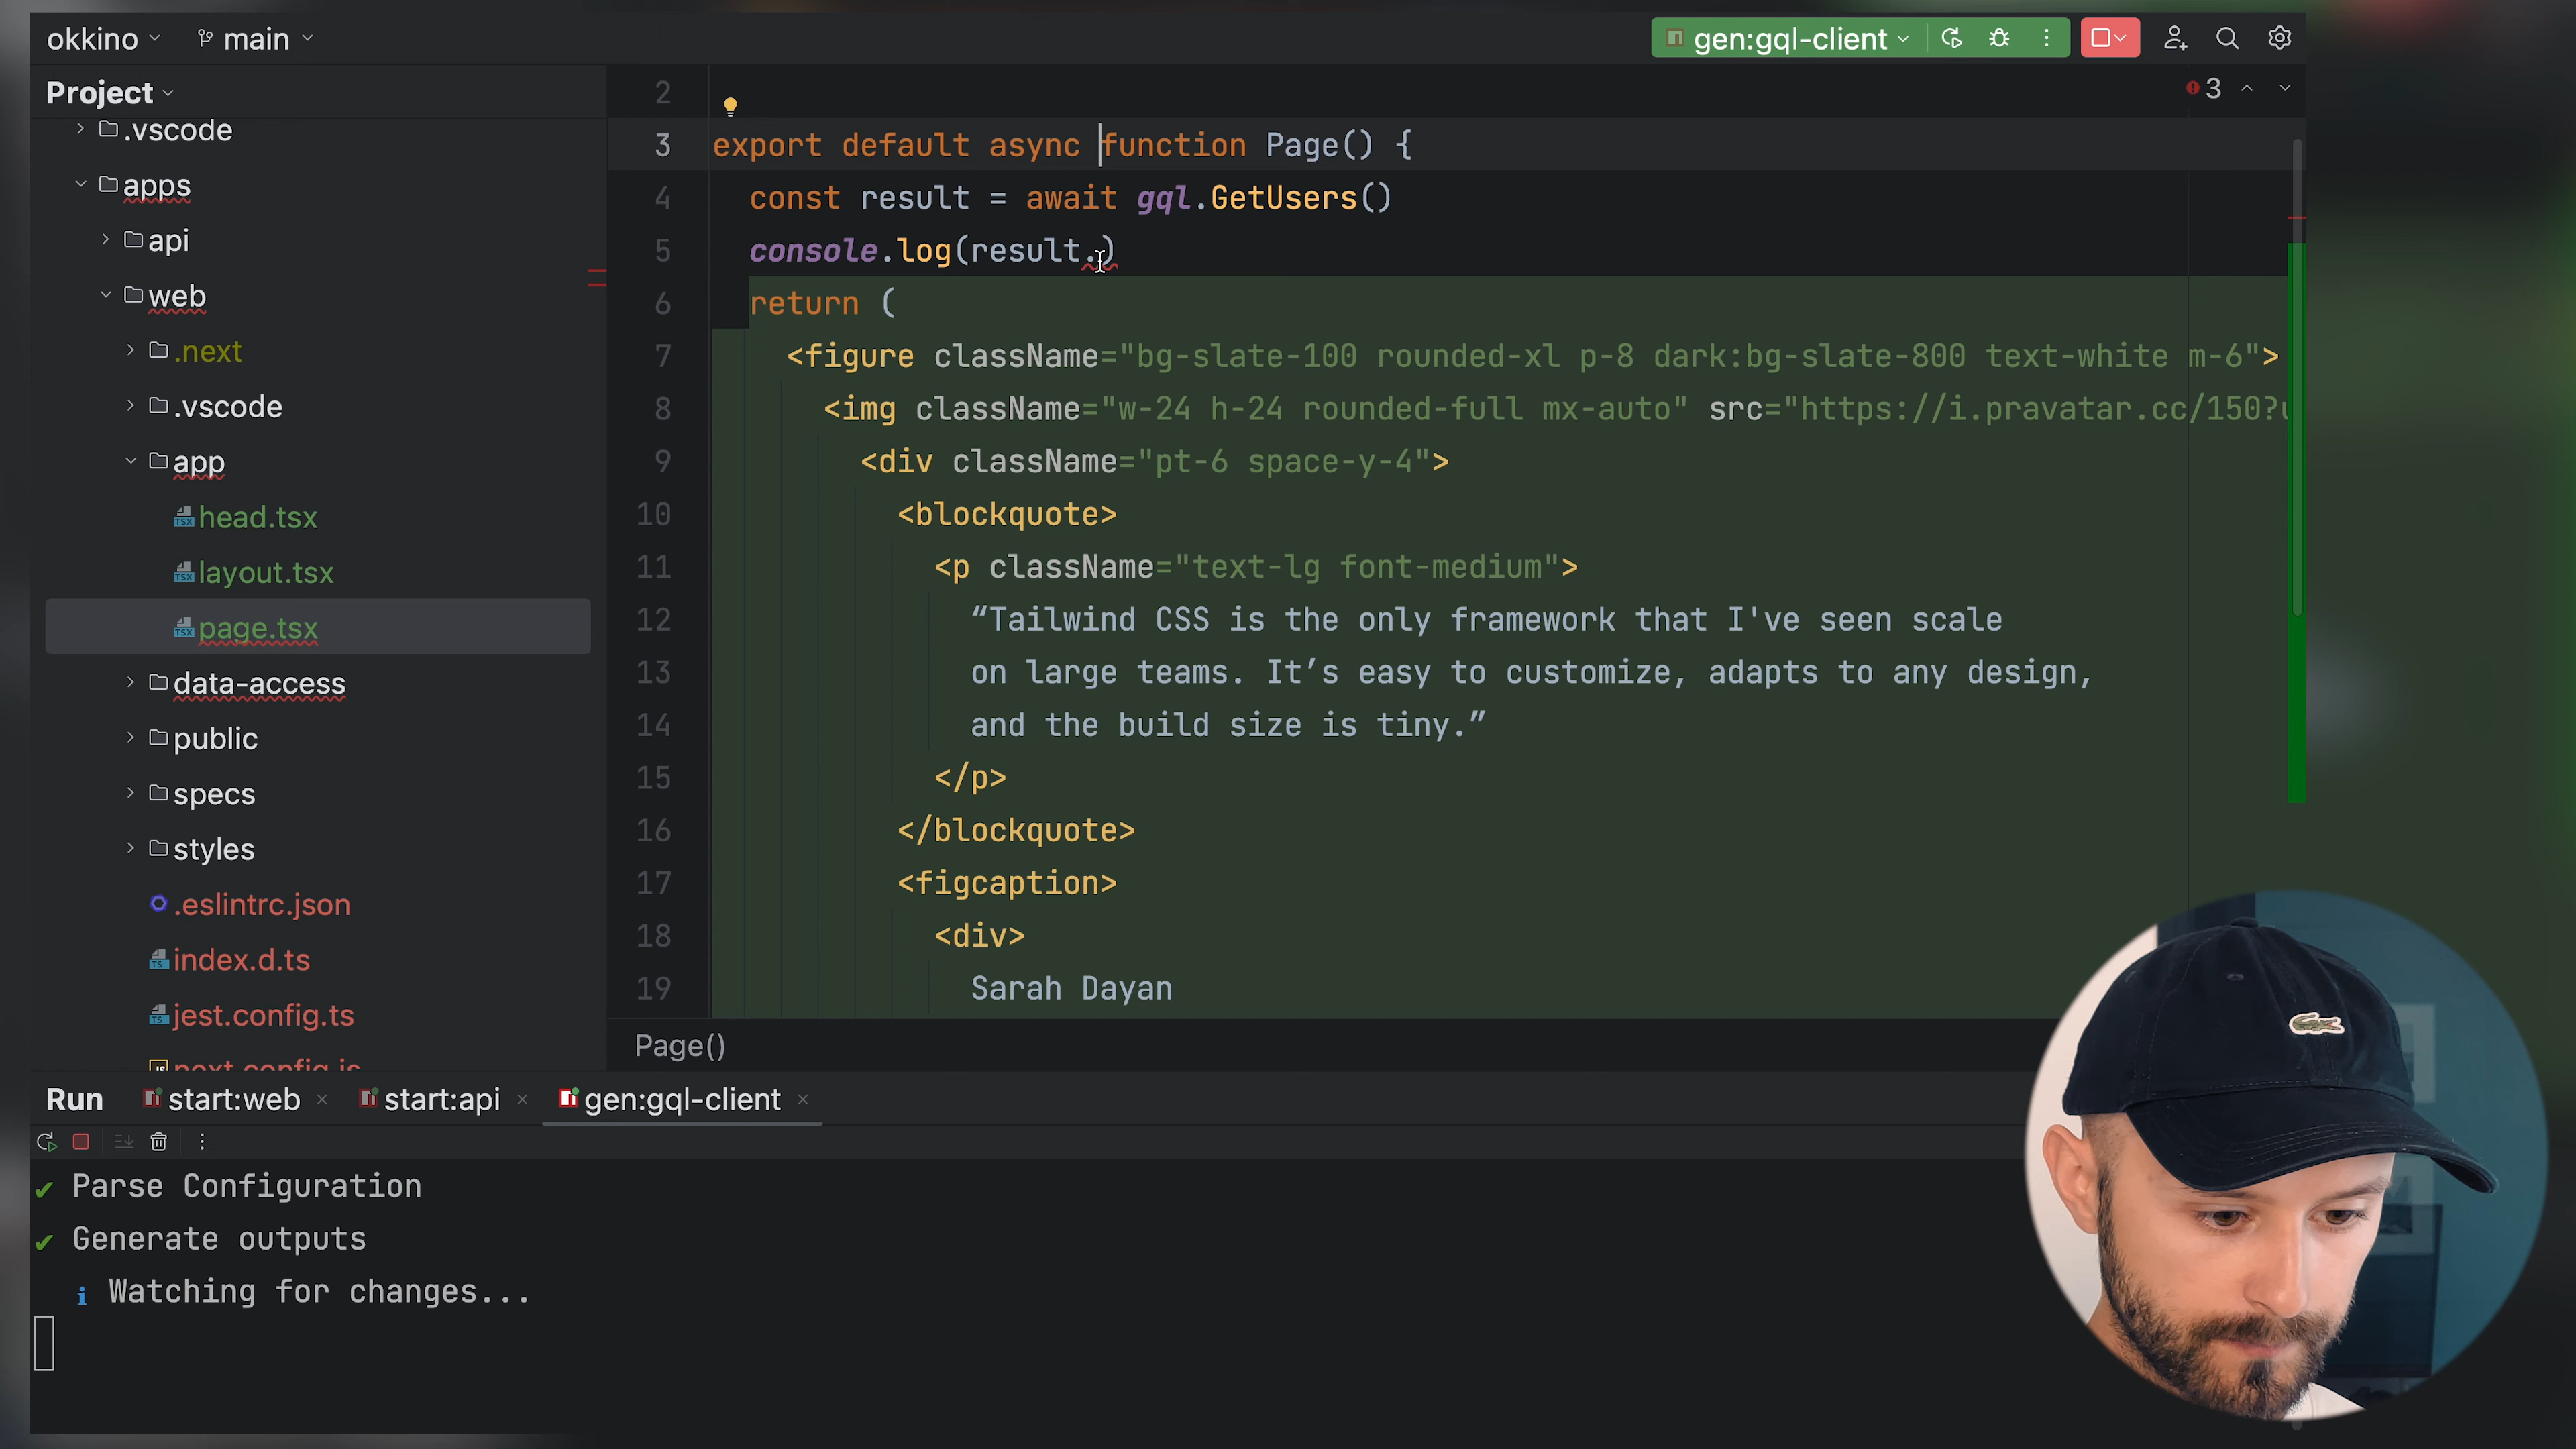 okkino
main
gen:gql-client
Project
3
.vscode
apps
api
web
.next
.vscode
app
head.tsx
layout.tsx
page.tsx
data-access
public
specs
styles
.eslintrc.json
index.d.ts
jest.config.ts
next.config.js
2
3 export default async function Page() {
4 const result = await gql.GetUsers()
5 console.log(result.)
6 return (
7 <figure className="bg-slate-100 rounded-xl p-8 dark:bg-slate-800 text-white m-6">
8 <img className="w-24 h-24 rounded-full mx-auto" src="https://i.pravatar.cc/150?u
9 <div className="pt-6 space-y-4">
10 <blockquote>
11 <p className="text-lg font-medium">
12 “Tailwind CSS is the only framework that I've seen scale
13 on large teams. It’s easy to customize, adapts to any design,
14 and the build size is tiny.”
15 </p>
16 </blockquote>
17 <figcaption>
18 <div>
19 Sarah Dayan
Page()
Run start:web start:api gen:gql-client
✔ Parse Configuration
✔ Generate outputs
i Watching for changes...